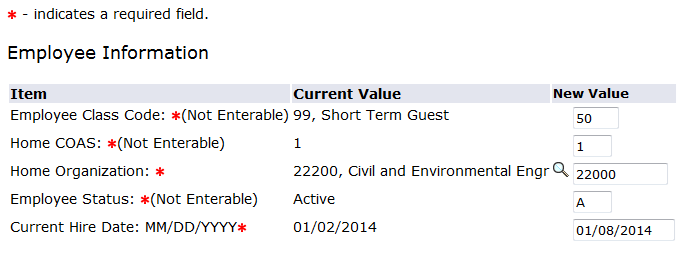 * - indicates a required field.
Employee Information
Item Current Value New Value
Employee Class Code: *(Not Enterable) 99, Short Term Guest 50
Home COAS: *(Not Enterable) 1 1
Home Organization: * 22200, Civil and Environmental Engr 22000
Employee Status: *(Not Enterable) Active A
Current Hire Date: MM/DD/YYYY* 01/02/2014 01/08/2014